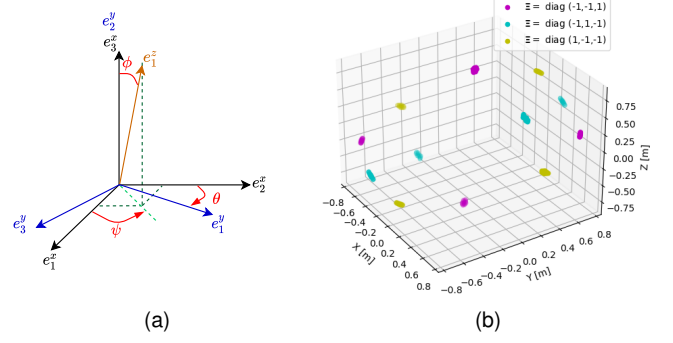 e_2^y
e_3^x
ϕ
e_1^z
e_2^x
θ
e_3^y
e_1^y
ψ
e_1^x
(a)
Ξ = diag (-1,-1,1)
Ξ = diag (-1,1,-1)
Ξ = diag (1,-1,-1)
0.75
0.50
0.25
0.00
−0.25
−0.50
−0.75
Z [m]
−0.8
−0.6
−0.4
−0.2
0.0
0.2
0.4
0.6
0.8
X [m]
−0.8
−0.6
−0.4
−0.2
0.0
0.2
0.4
0.6
0.8
Y [m]
(b)